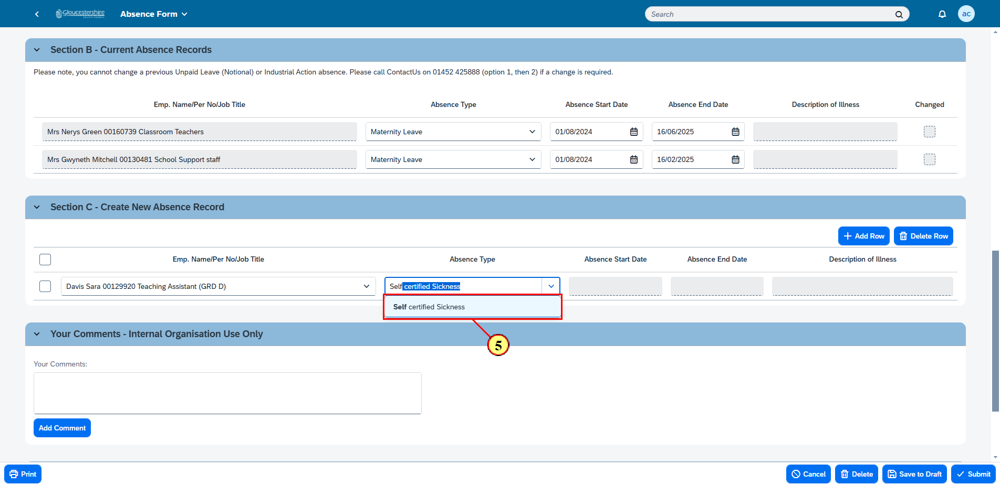 Gloucestershire
COUNTY COUNCIL
Absence Form
Search
ac
Section B - Current Absence Records
Please note, you cannot change a previous Unpaid Leave (Notional) or Industrial Action absence. Please call ContactUs on 01452 425888 (option 1, then 2) if a change is required.
Emp. Name/Per No/Job Title Absence Type Absence Start Date Absence End Date Description of Illness Changed
Mrs Nerys Green 00160739 Classroom Teachers Maternity Leave 01/08/2024 16/06/2025
Mrs Gwyneth Mitchell 00130481 School Support staff Maternity Leave 01/08/2024 16/02/2025
Section C - Create New Absence Record
Add Row Delete Row
Emp. Name/Per No/Job Title Absence Type Absence Start Date Absence End Date Description of Illness
Davis Sara 00129920 Teaching Assistant (GRD D) Self certified Sickness
Self certified Sickness
5
Your Comments - Internal Organisation Use Only
Your Comments:
Add Comment
Print Cancel Delete Save to Draft Submit